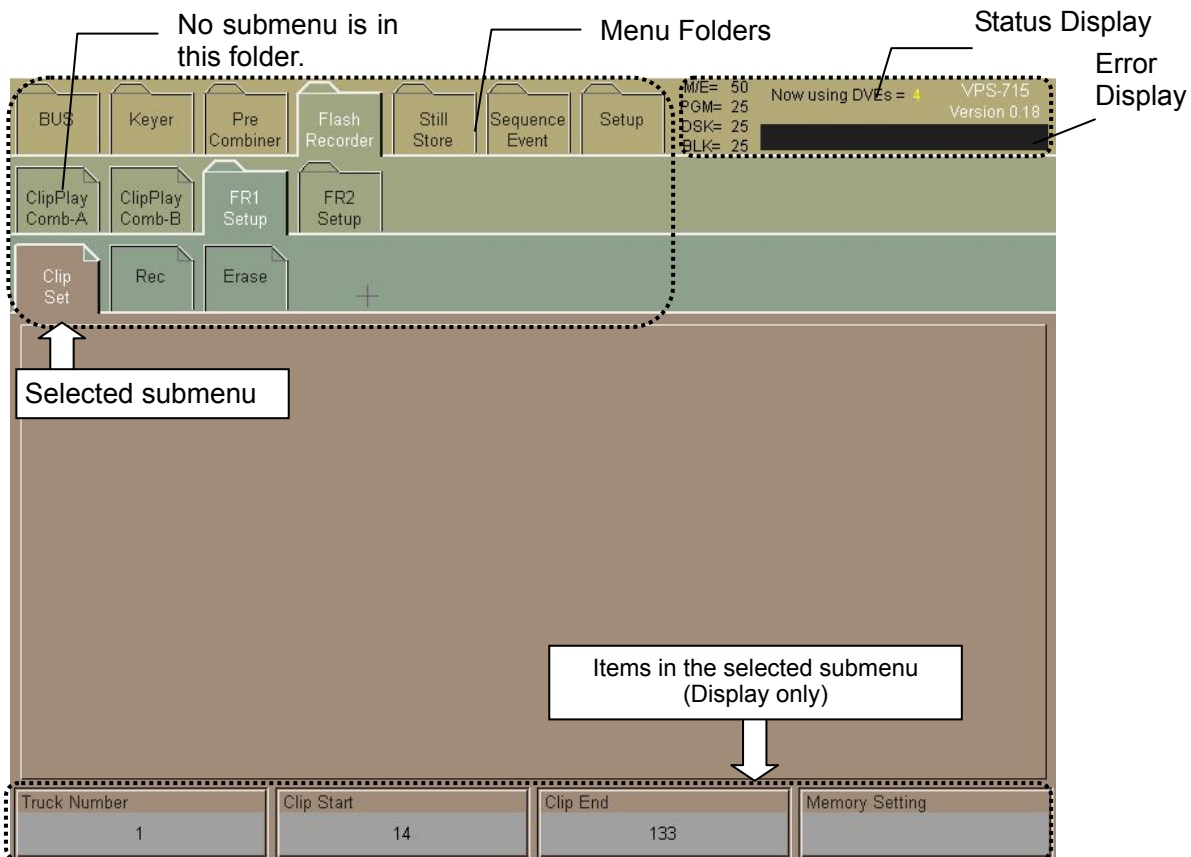 No submenu is in
this folder.
Menu Folders
Status Display
Error
Display
BUS
Keyer
Pre
Combiner
Flash
Recorder
Still
Store
Sequence
Event
Setup
M/E= 50
PGM= 25
DSK= 25
BLK= 25
Now using DVEs = 4
VPS-715
Version 0.18
ClipPlay
Comb-A
ClipPlay
Comb-B
FR1
Setup
FR2
Setup
Clip
Set
Rec
Erase
Selected submenu
Items in the selected submenu
(Display only)
Truck Number
1
Clip Start
14
Clip End
133
Memory Setting